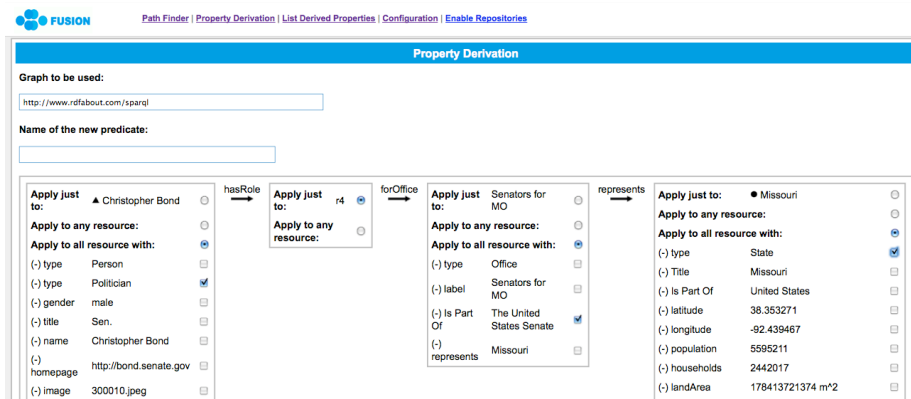 FUSION
Path Finder | Property Derivation | List Derived Properties | Configuration | Enable Repositories
Property Derivation
Graph to be used:
http://www.rdfabout.com/sparql
Name of the new predicate:
Apply just to:
Christopher Bond
Apply to any resource:
Apply to all resource with:
(-) type Person
(-) type Politician
(-) gender male
(-) title Sen.
(-) name Christopher Bond
(-) homepage http://bond.senate.gov
(-) image 300010.jpeg
hasRole
Apply just to:
r4
Apply to any resource:
forOffice
Apply just to:
Senators for MO
Apply to any resource:
Apply to all resource with:
(-) type Office
(-) label Senators for MO
(-) Is Part Of The United States Senate
(-) represents Missouri
represents
Apply just to: Missouri
Apply to any resource:
Apply to all resource with:
(-) type State
(-) Title Missouri
(-) Is Part Of United States
(-) latitude 38.353271
(-) longitude -92.439467
(-) population 5595211
(-) households 2442017
(-) landArea 178413721374 m^2